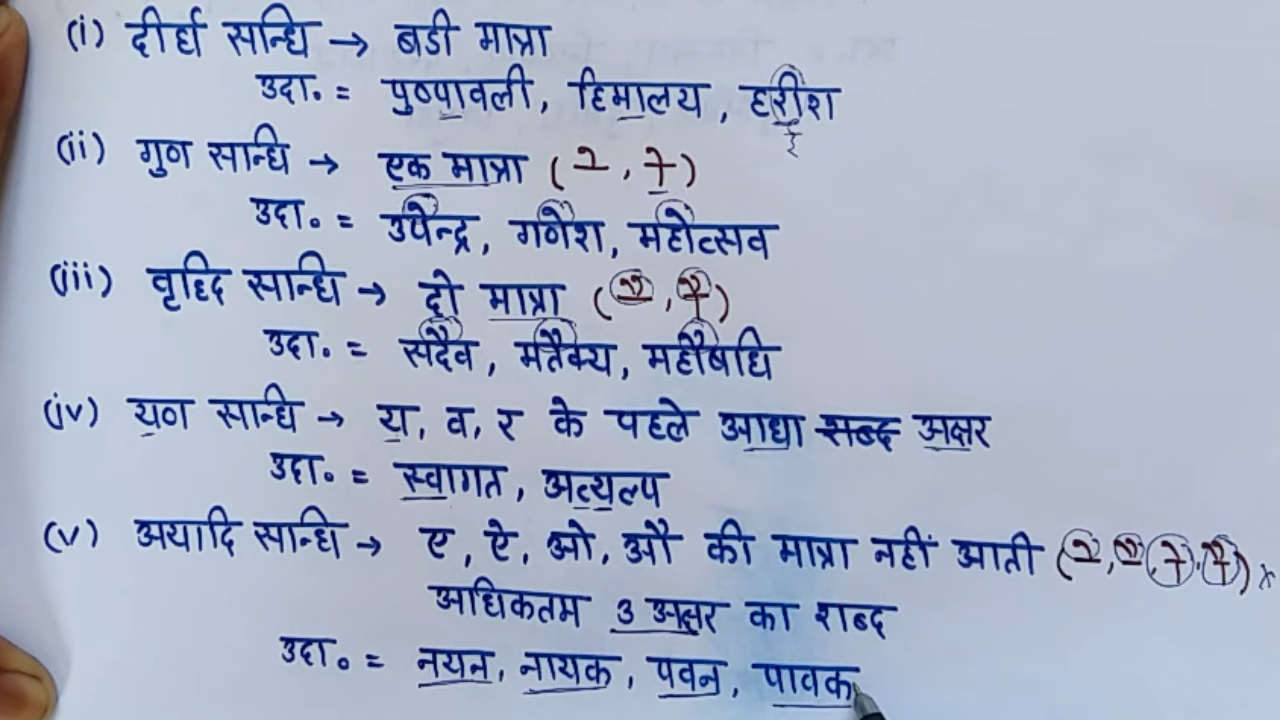 (i) दीर्घ सन्धि → बडी मात्रा
उदा. = पुष्पावली, हिमालय, हरीश
ई
(ii) गुण सन्धि → एक मात्रा ( े , ो )
उदा. = उपेन्द्र, गणेश, महोत्सव
(iii) वृद्धि सन्धि → दो मात्रा ( ै , ौ )
उदा. = सदैव, मतैक्य, महौषधि
(iv) यण सन्धि → य, व, र के पहले आधा शब्द अक्षर
उदा. = स्वागत, अत्यल्प
(v) अयादि सन्धि → ए, ऐ, ओ, औ की मात्रा नहीं आती ( े , ै , ो , ौ ) x
अधिकतम 3 अक्षर का शब्द
उदा. = नयन, नायक, पवन, पावक